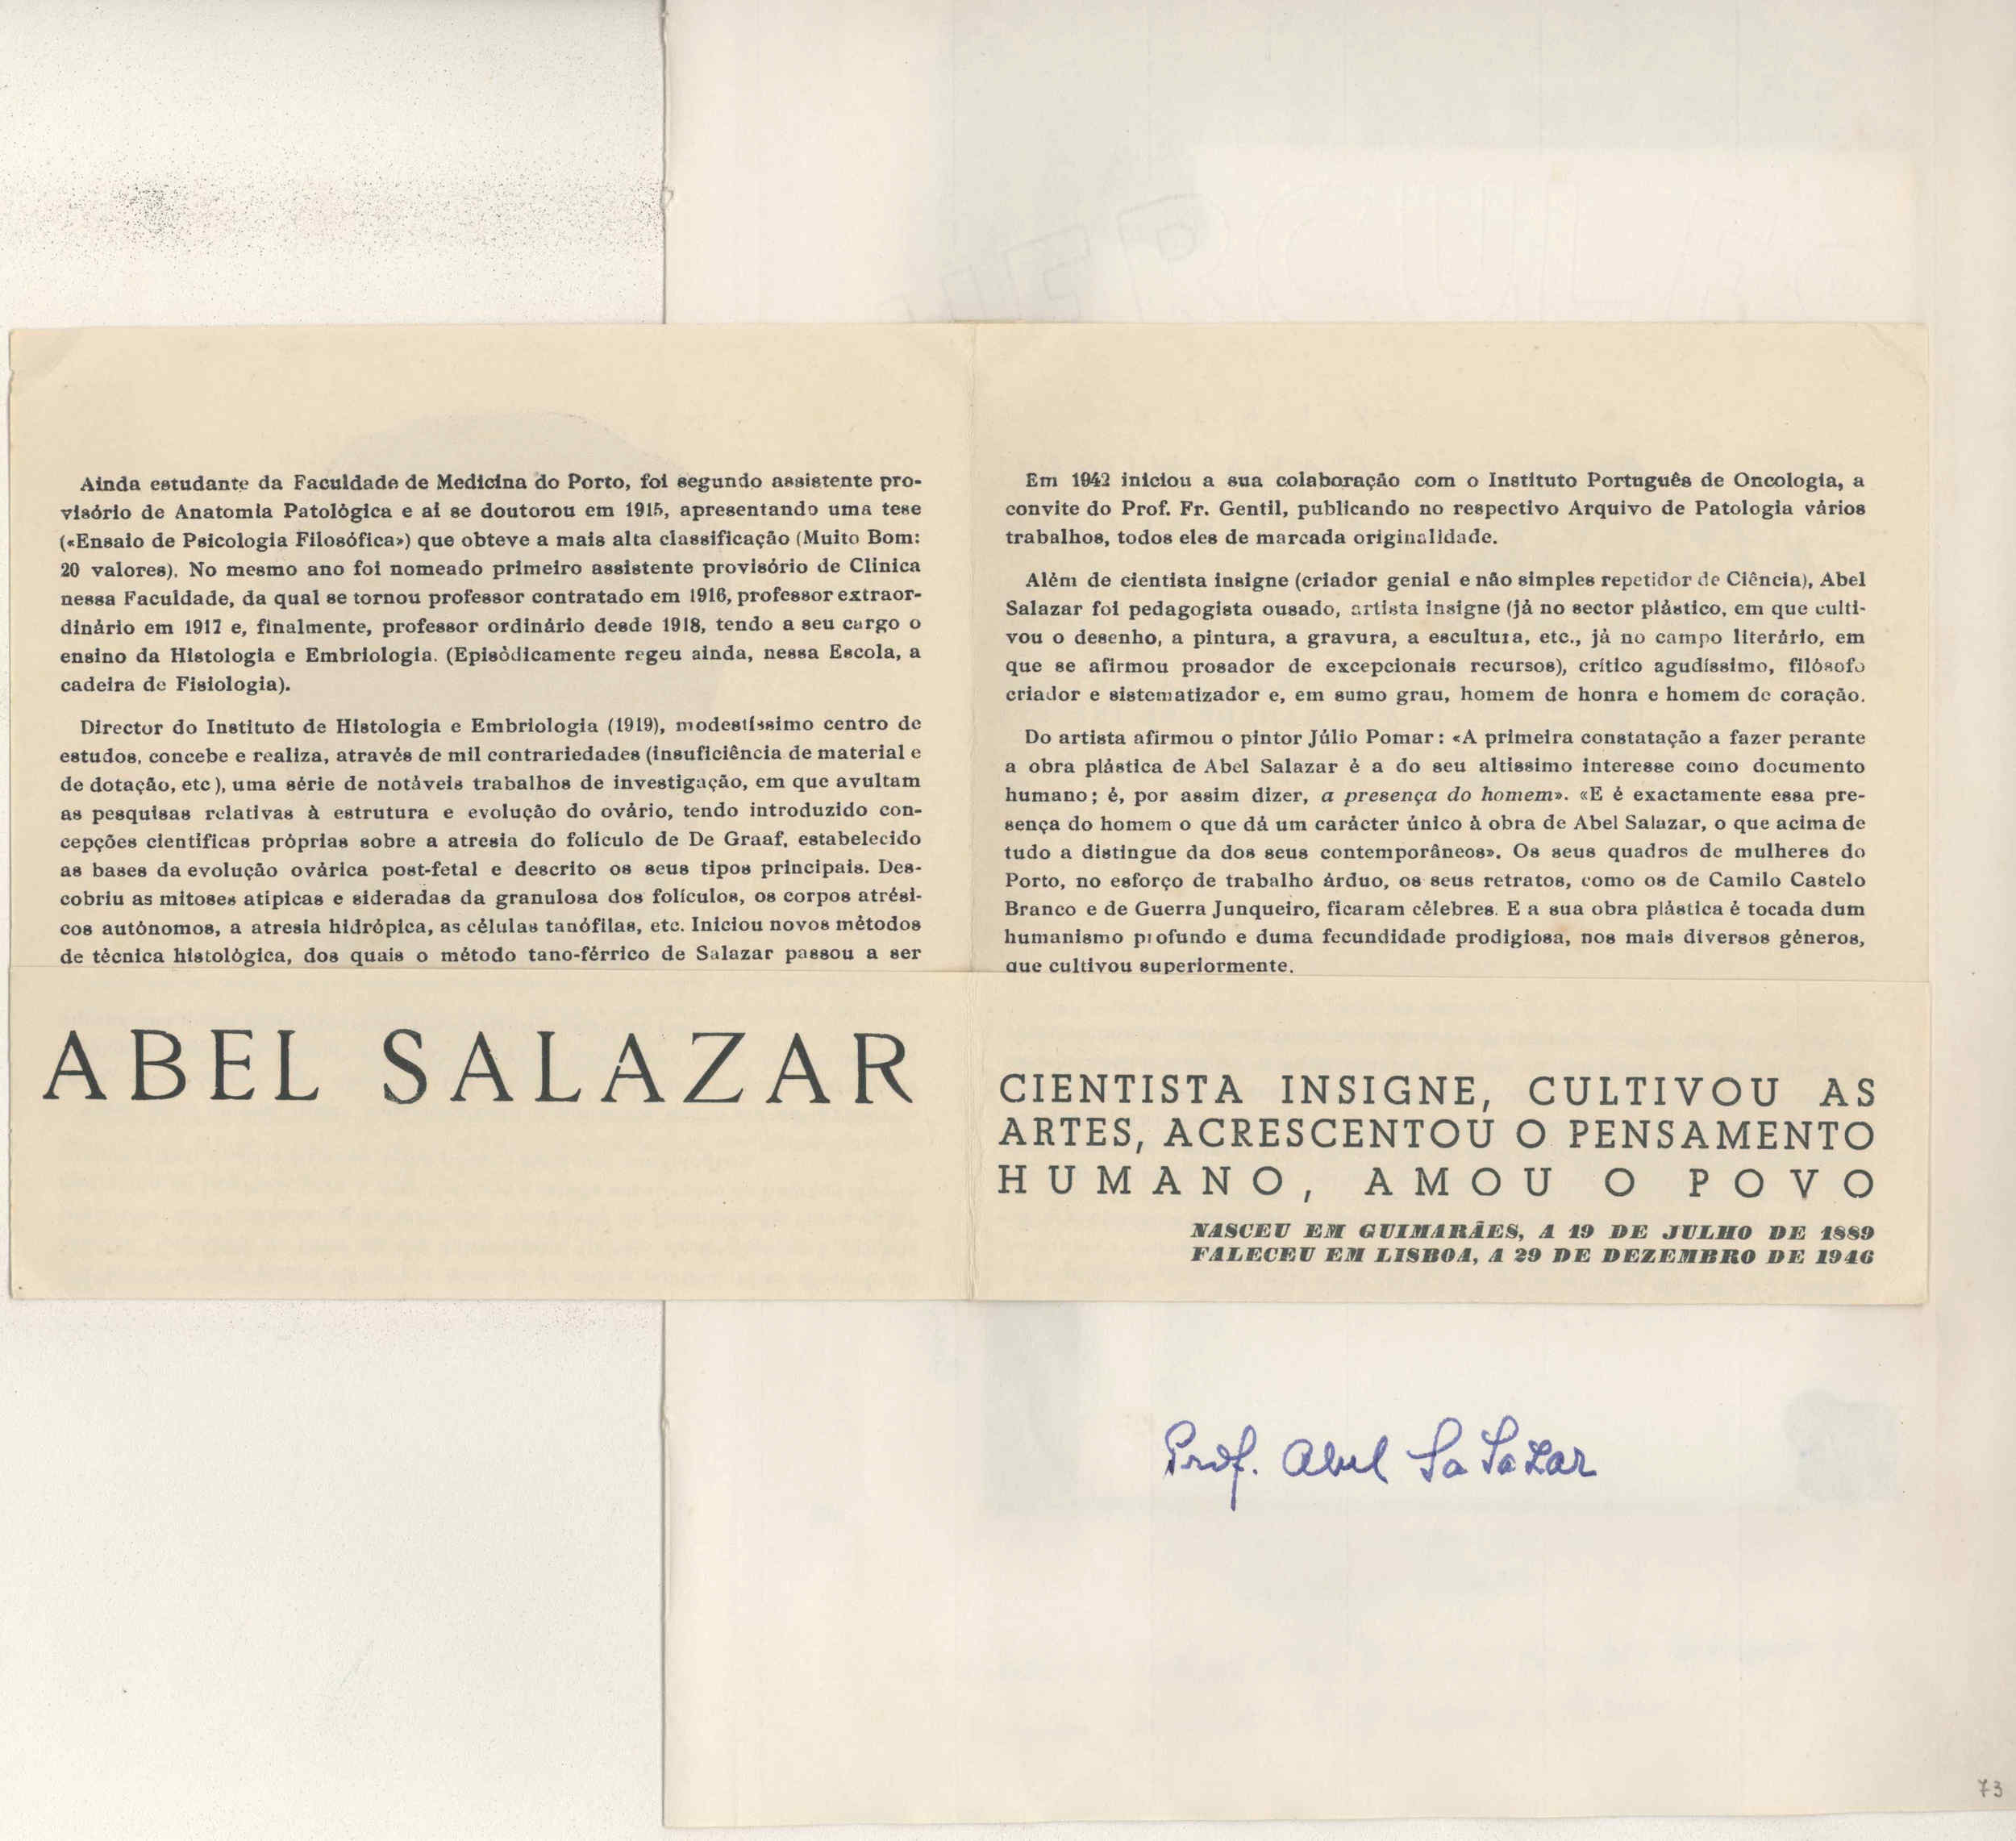 Ainda estudante da Faculdade de Medicina do Porto, foi segundo assistente pro-
visório de Anatomia Patológica e aí se doutorou em 1915, apresentando uma tese
(«Ensaio de Psicologia Filosófica») que obteve a mais alta classificação (Muito Bom:
20 valores). No mesmo ano foi nomeado primeiro assistente provisório de Clínica
nessa Faculdade, da qual se tornou professor contratado em 1916, professor extraor-
dinário em 1917 e, finalmente, professor ordinário desde 1918, tendo a seu cargo o
ensino da Histologia e Embriologia. (Episòdicamente regeu ainda, nessa Escola, a
cadeira de Fisiologia).
Director do Instituto de Histologia e Embriologia (1919), modestíssimo centro de
estudos, concebe e realiza, através de mil contrariedades (insuficiência de material e
de dotação, etc), uma série de notáveis trabalhos de investigação, em que avultam
as pesquisas relativas à estrutura e evolução do ovário, tendo introduzido con-
cepções científicas próprias sobre a atresia do folículo de De Graaf, estabelecido
as bases da evolução ovárica post-fetal e descrito os seus tipos principais. Des-
cobriu as mitoses atípicas e sideradas da granulosa dos folículos, os corpos atrési-
cos autónomos, a atresia hidrópica, as células tanófilas, etc. Iniciou novos métodos
de técnica histológica, dos quais o método tano-férrico de Salazar passou a ser
Em 1942 iniciou a sua colaboração com o Instituto Português de Oncologia, a
convite do Prof. Fr. Gentil, publicando no respectivo Arquivo de Patologia vários
trabalhos, todos eles de marcada originalidade.
Além de cientista insigne (criador genial e não simples repetidor de Ciência), Abel
Salazar foi pedagogista ousado, artista insigne (já no sector plástico, em que culti-
vou o desenho, a pintura, a gravura, a escultura, etc., já no campo literário, em
que se afirmou prosador de excepcionais recursos), crítico agudíssimo, filósofo
criador e sistematizador e, em sumo grau, homem de honra e homem de coração.
Do artista afirmou o pintor Júlio Pomar: «A primeira constatação a fazer perante
a obra plástica de Abel Salazar é a do seu altíssimo interesse como documento
humano; é, por assim dizer, a presença do homem». «E é exactamente essa pre-
sença do homem o que dá um carácter único à obra de Abel Salazar, o que acima de
tudo a distingue da dos seus contemporâneos». Os seus quadros de mulheres do
Porto, no esforço de trabalho árduo, os seus retratos, como os de Camilo Castelo
Branco e de Guerra Junqueiro, ficaram célebres. E a sua obra plástica é tocada dum
humanismo profundo e duma fecundidade prodigiosa, nos mais diversos géneros,
que cultivou superiormente.
ABEL SALAZAR
CIENTISTA INSIGNE, CULTIVOU AS
ARTES, ACRESCENTOU O PENSAMENTO
HUMANO, AMOU O POVO
NASCEU EM GUIMARÃES, A 19 DE JULHO DE 1889
FALECEU EM LISBOA, A 29 DE DEZEMBRO DE 1946
Prof. Abel Salazar
73